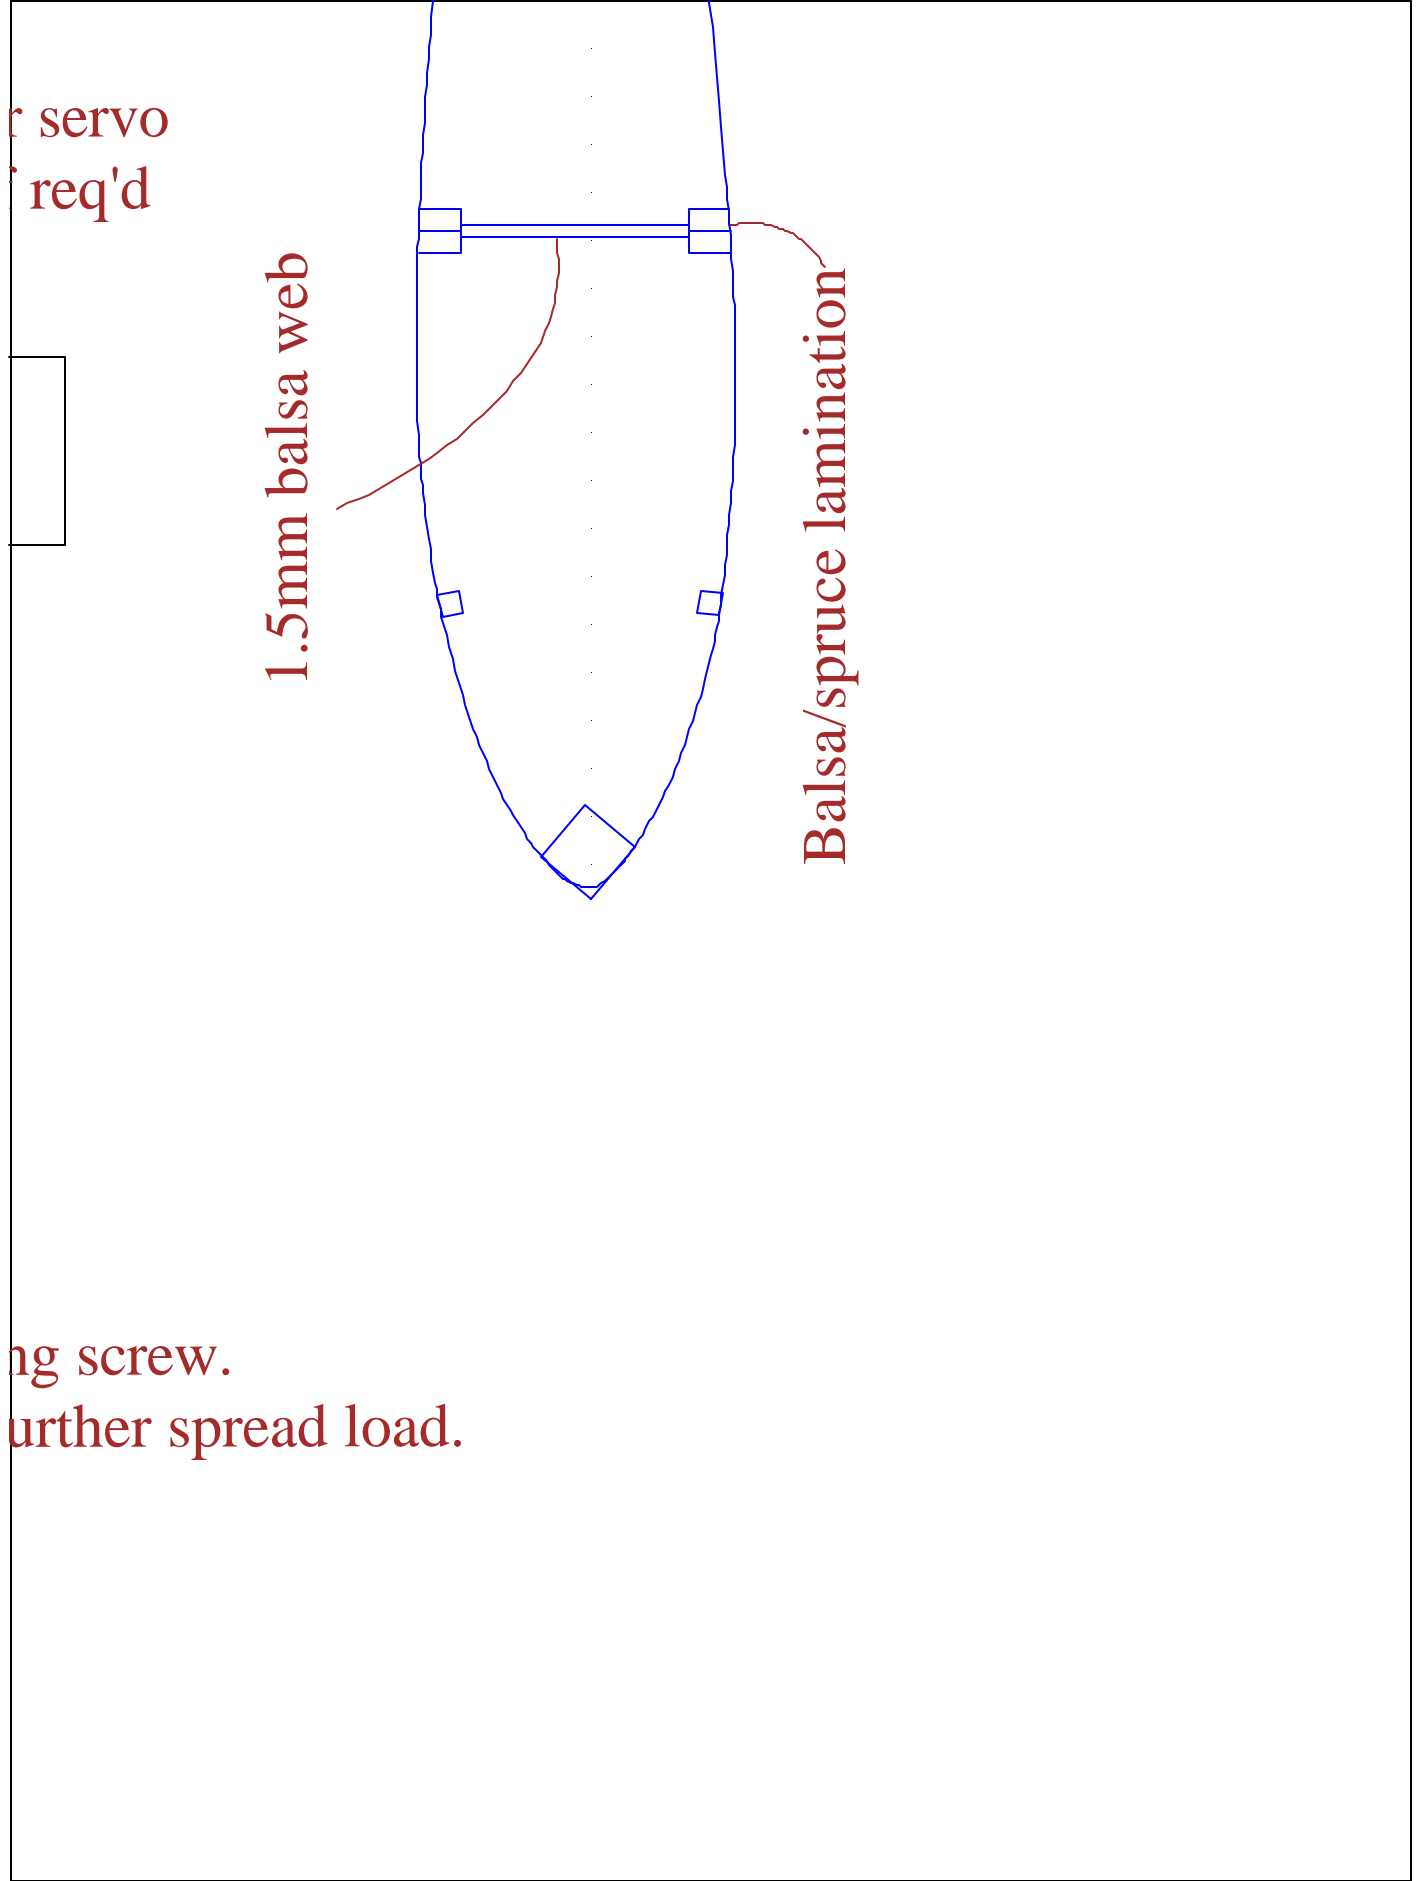 r servo
req'd
1.5mm balsa web
Balsa/spruce lamination
ng screw.
urther spread load.